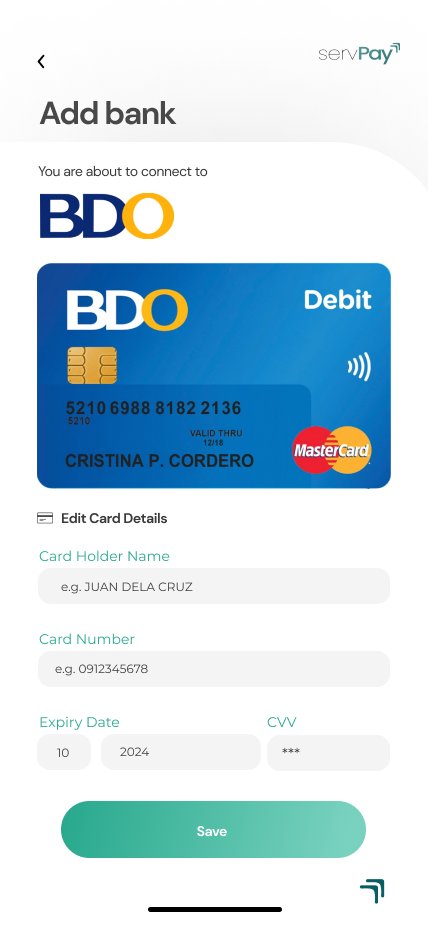 servPay
Add bank
You are about to connect to
BDO
BDO
Debit
5210 6988 8182 2136
5210
VALID THRU
12/18
CRISTINA P. CORDERO
MasterCard
Edit Card Details
Card Holder Name
e.g. JUAN DELA CRUZ
Card Number
e.g. 0912345678
Expiry Date CVV
10 2024 ***
Save